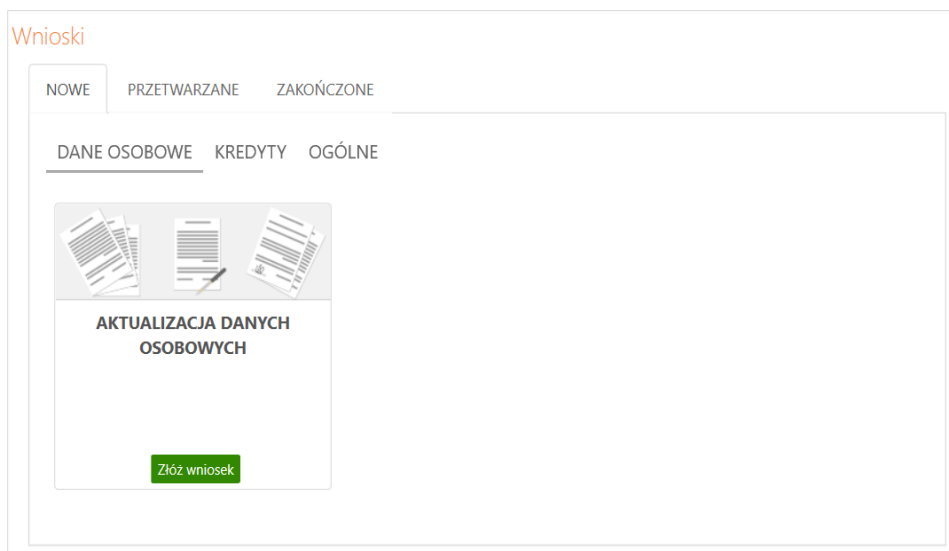 Wnioski
NOWE PRZETWARZANE ZAKOŃCZONE
DANE OSOBOWE KREDYTY OGÓLNE
AKTUALIZACJA DANYCH
OSOBOWYCH
Złóż wniosek